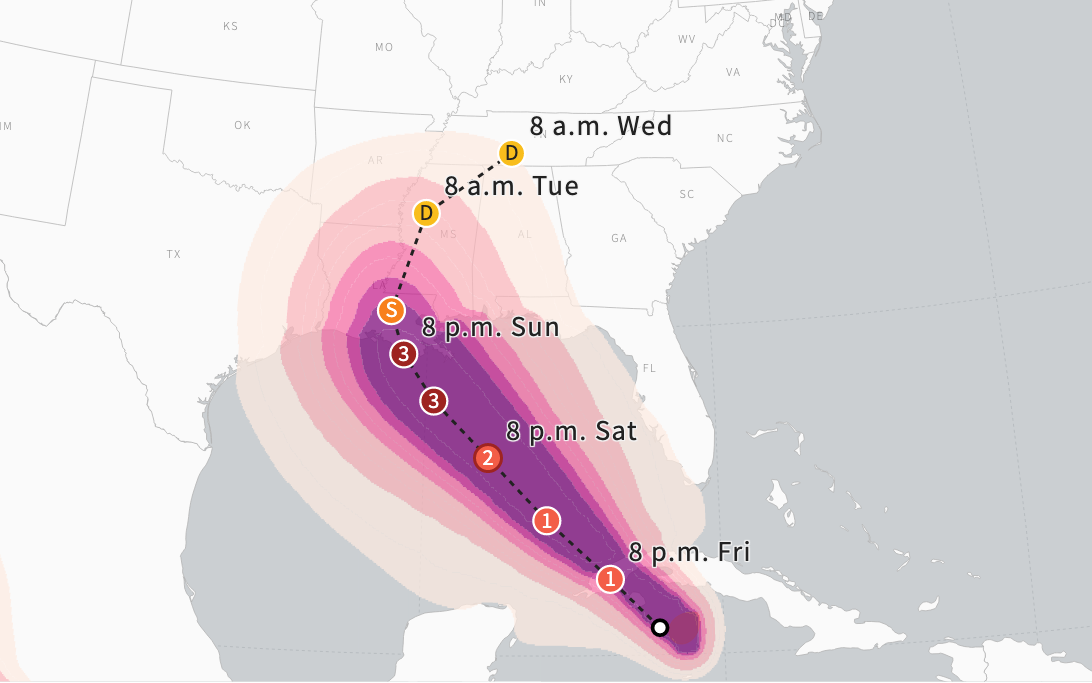 IN
MD
DE
DC
KS
WV
MO
VA
KY
OK
8 a.m. Wed
NC
D
AR
8 a.m. Tue
SC
D
MS
AL
GA
TX
LA
S
8 p.m. Sun
3
FL
3
8 p.m. Sat
2
1
8 p.m. Fri
1